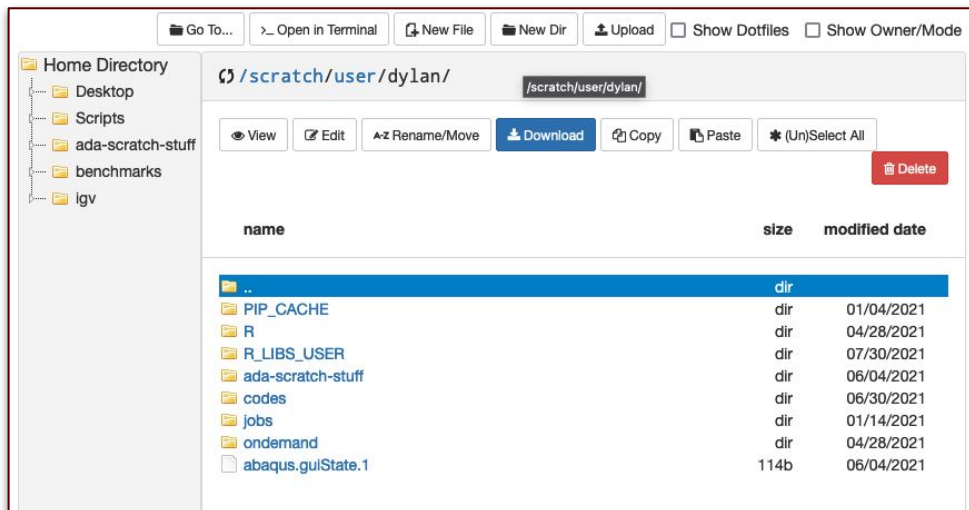 Go To... >_ Open in Terminal New File New Dir Upload Show Dotfiles Show Owner/Mode
Home Directory
Desktop
Scripts
ada-scratch-stuff
benchmarks
igv
/scratch/user/dylan/
/scratch/user/dylan/
View Edit A-Z Rename/Move Download Copy Paste (Un)Select All
Delete
name size modified date
.. dir
PIP_CACHE dir 01/04/2021
R dir 04/28/2021
R_LIBS_USER dir 07/30/2021
ada-scratch-stuff dir 06/04/2021
codes dir 06/30/2021
jobs dir 01/14/2021
ondemand dir 04/28/2021
abaqus.guiState.1 114b 06/04/2021